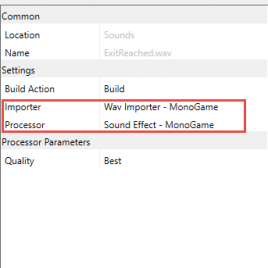 Common
Location Sounds
Name ExitReached.wav
Settings
Build Action Build
Importer Wav Importer - MonoGame
Processor Sound Effect - MonoGame
Processor Parameters
Quality Best